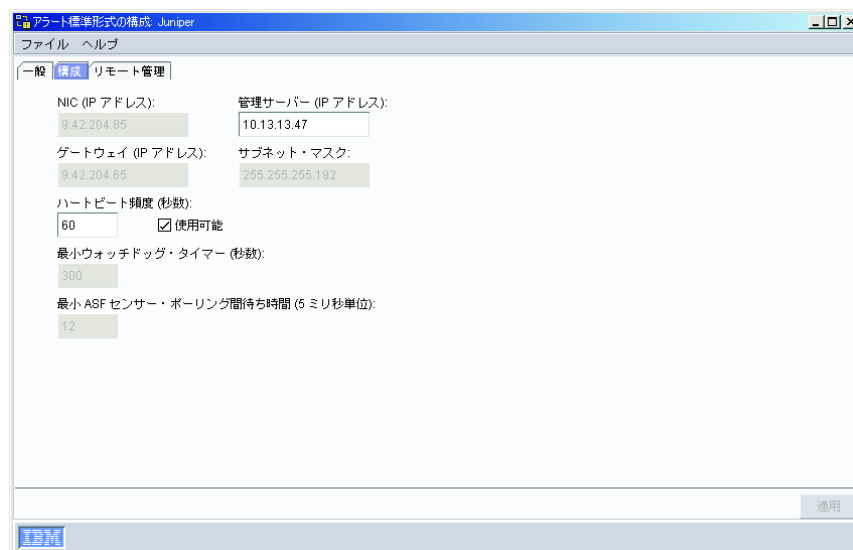 アラート標準形式の構成: Juniper
ファイル ヘルプ
一般 構成 リモート管理
NIC (IP アドレス): 管理サーバー (IP アドレス):
9.42.204.85 10.13.13.47
ゲートウェイ (IP アドレス): サブネット・マスク:
9.42.204.65 255.255.255.192
ハートビート頻度 (秒数):
60 使用可能
最小ウォッチドッグ・タイマー (秒数):
300
最小 ASF センサー・ポーリング間待ち時間 (5 ミリ秒単位):
12
適用
IBM